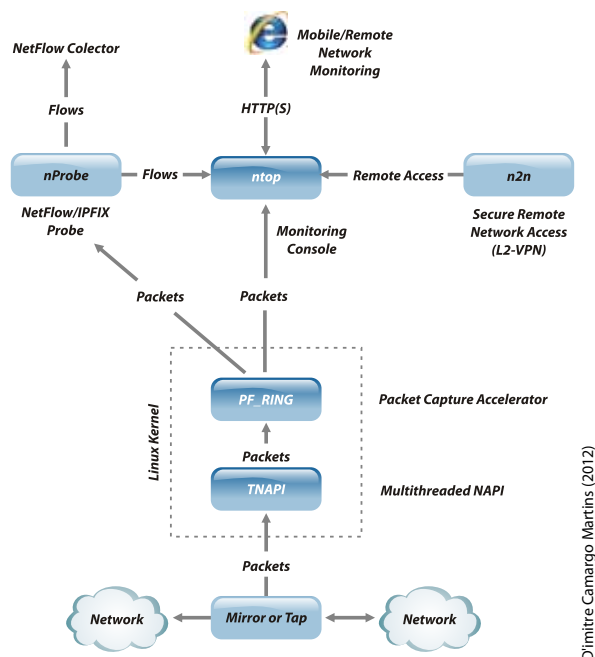 NetFlow Colector
Mobile/Remote
Network
Monitoring
Flows
HTTP(S)
nProbe
Flows
ntop
Remote Access
n2n
NetFlow/IPFIX
Probe
Monitoring
Console
Secure Remote
Network Access
(L2-VPN)
Packets
Packets
Linux Kernel
PF_RING
Packet Capture Accelerator
Packets
TNAPI
Multithreaded NAPI
Packets
Network
Mirror or Tap
Network
D'imitre Camargo Martins (2012)